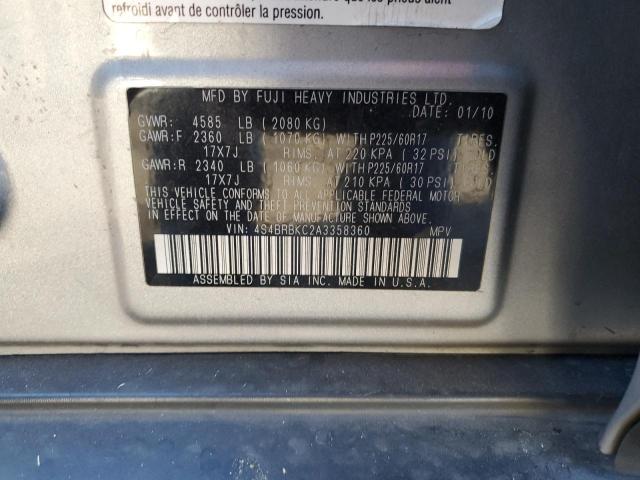 refroidi avant de contrôler la pression.
MFD BY FUJI HEAVY INDUSTRIES LTD.
DATE: 01/10
GVWR: 4585 LB (2080 KG)
GAWR:F 2360 LB (1070 KG) WITH P225/60R17 TIRES,
17X7J RIMS, AT 220 KPA (32 PSI) COLD
GAWR:R 2340 LB (1060 KG) WITH P225/60R17 TIRES,
17X7J RIMS, AT 210 KPA (30 PSI) COLD
THIS VEHICLE CONFORMS TO ALL APPLICABLE FEDERAL MOTOR
VEHICLE SAFETY AND THEFT PREVENTION STANDARDS
IN EFFECT ON THE DATE OF MANUFACTURE SHOWN ABOVE.
VIN: 4S4BRBKC2A3358360 MPV
ASSEMBLED BY SIA INC. MADE IN U.S.A.